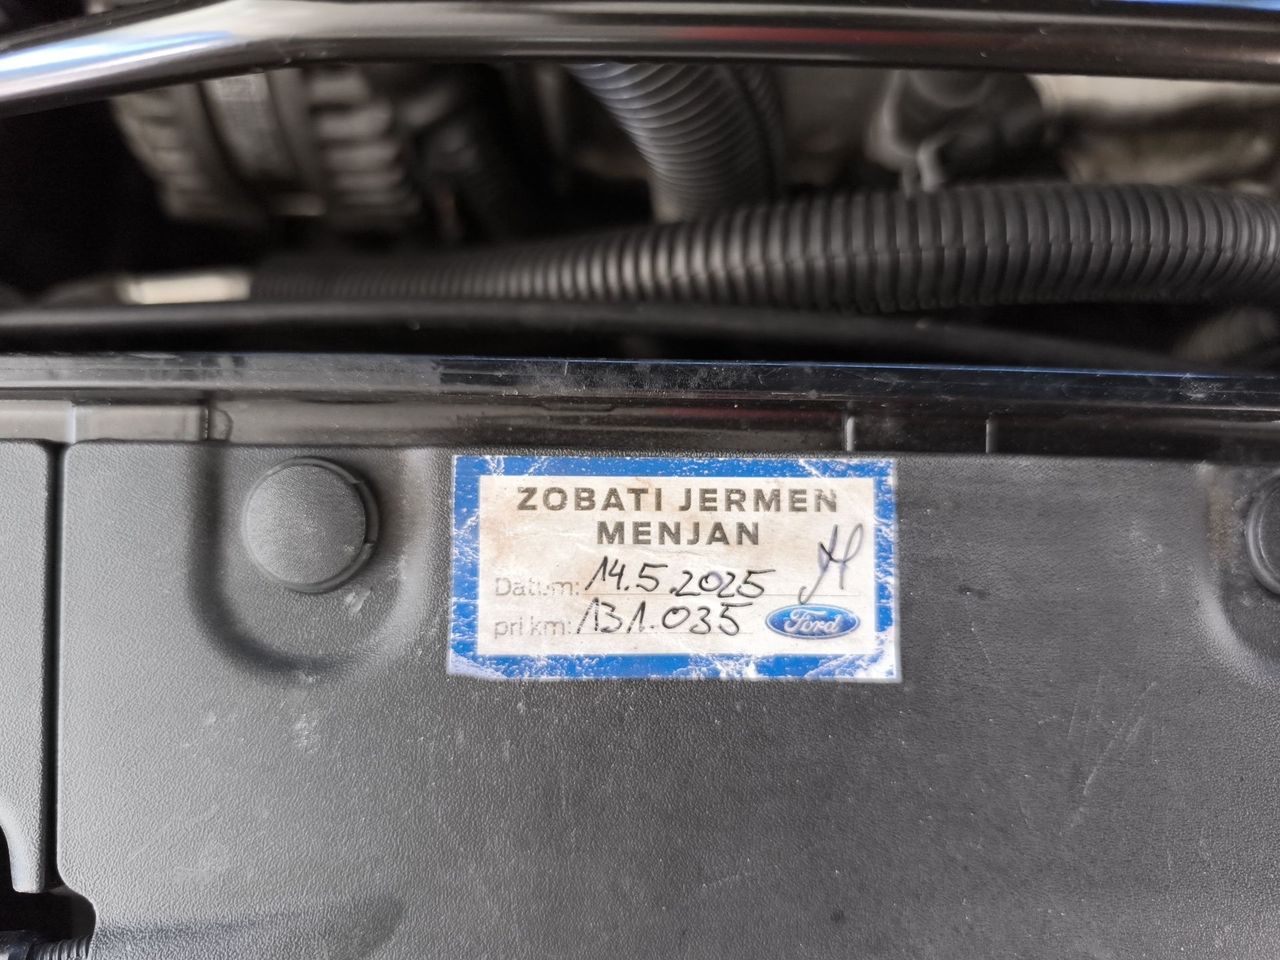 ZOBATI JERMEN
MENJAN
Datum: 14.5.2025
pri km: 131.035
Ford